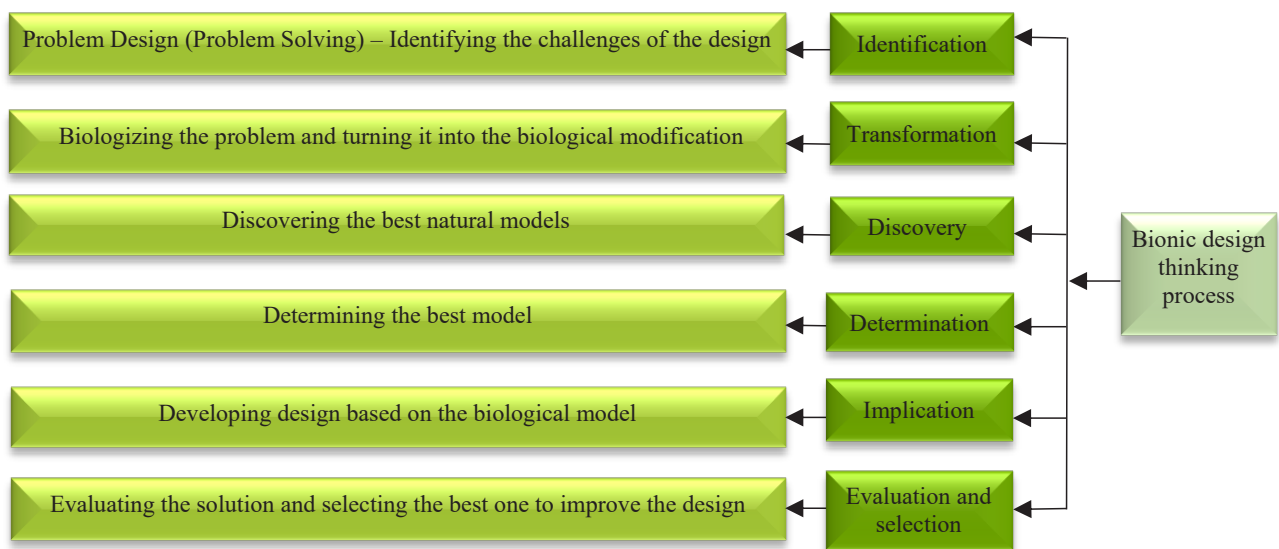 Problem Design (Problem Solving) – Identifying the challenges of the design
Identification
Biologizing the problem and turning it into the biological modification
Transformation
Discovering the best natural models
Discovery
Bionic design
thinking
process
Determining the best model
Determination
Developing design based on the biological model
Implication
Evaluating the solution and selecting the best one to improve the design
Evaluation and
selection